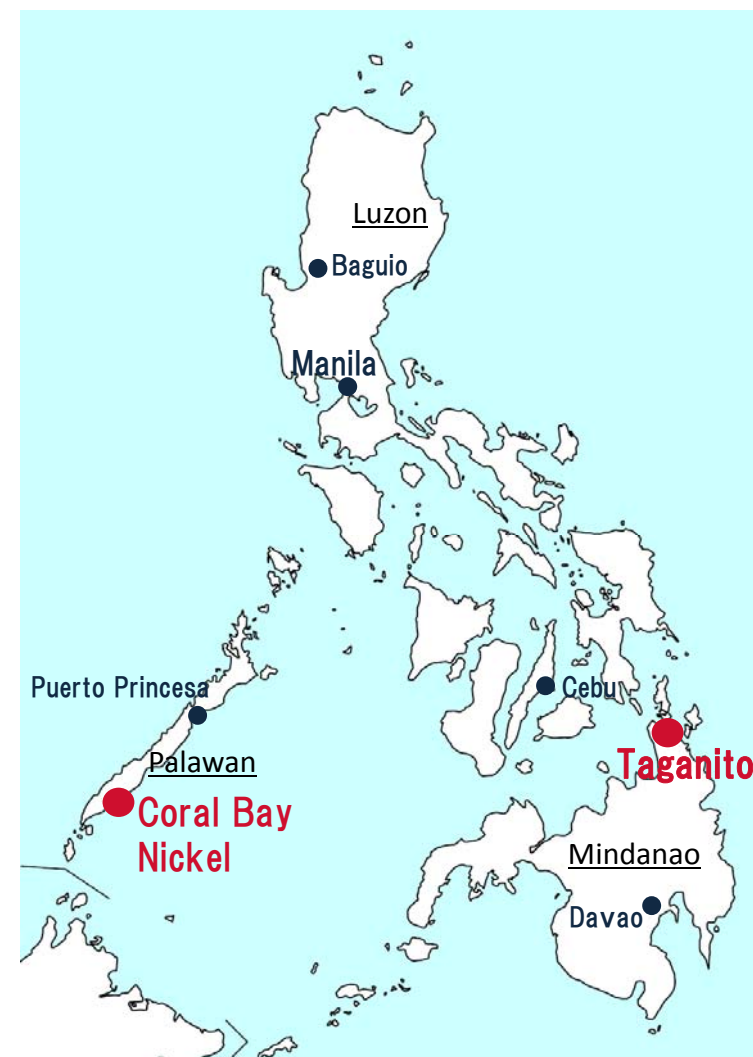 Luzon
Baguio
Manila
Puerto Princesa
Cebu
Palawan
Taganito
Coral Bay
Nickel
Mindanao
Davao